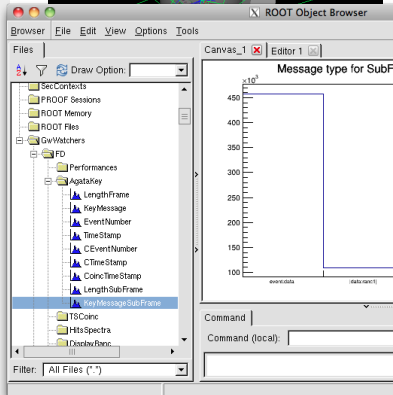 ROOT Object Browser
Browser File Edit View Options Tools
Files
Canvas_1 Editor 1
Draw Option:
SecContexts
PROOF Sessions
ROOT Memory
ROOT Files
GwWatchers
FD
Performances
AgataKey
LengthFrame
KeyMessage
EventNumber
TimeStamp
CEventNumber
CTimeStamp
CoincTimeStamp
LengthSubFrame
KeyMessageSubFrame
TSCoinc
HitsSpectra
Filter: All Files (*.*)
Message type for SubF
×10³
450
400
350
300
250
200
150
100
event:data
Command
Command (local):